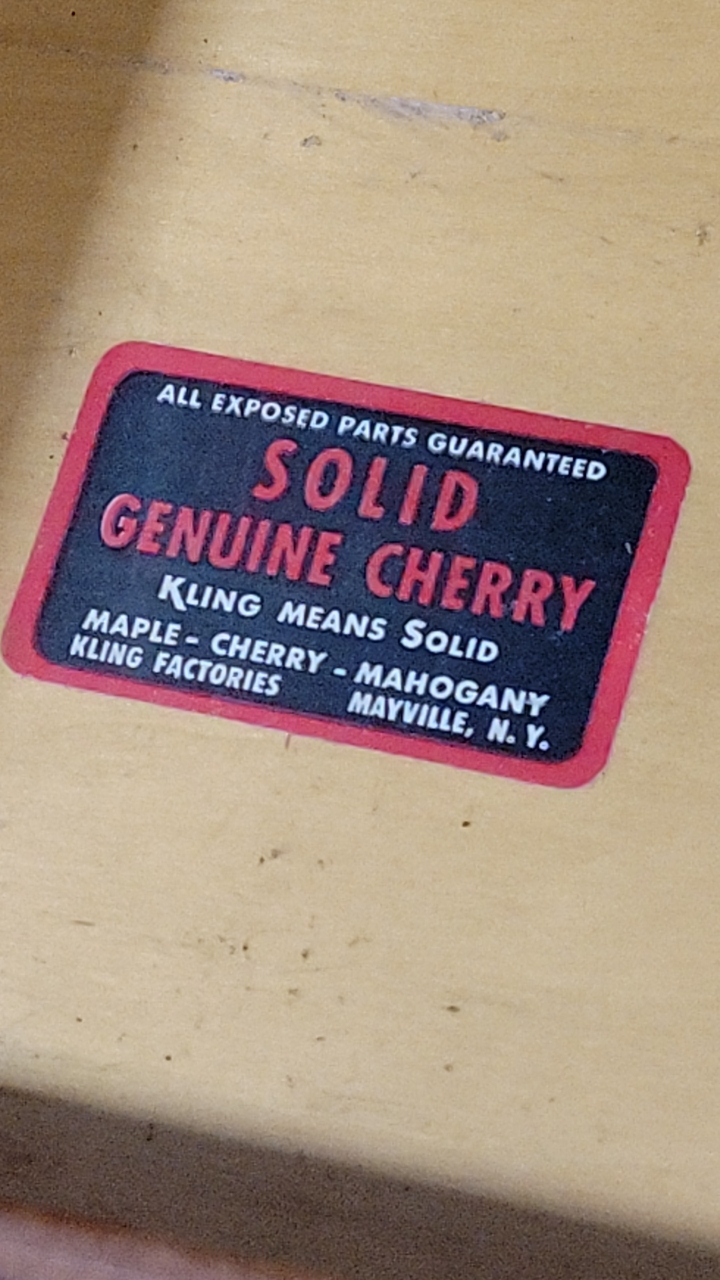 ALL EXPOSED PARTS GUARANTEED
SOLID
GENUINE CHERRY
KLING MEANS SOLID
MAPLE - CHERRY - MAHOGANY
KLING FACTORIES MAYVILLE, N. Y.